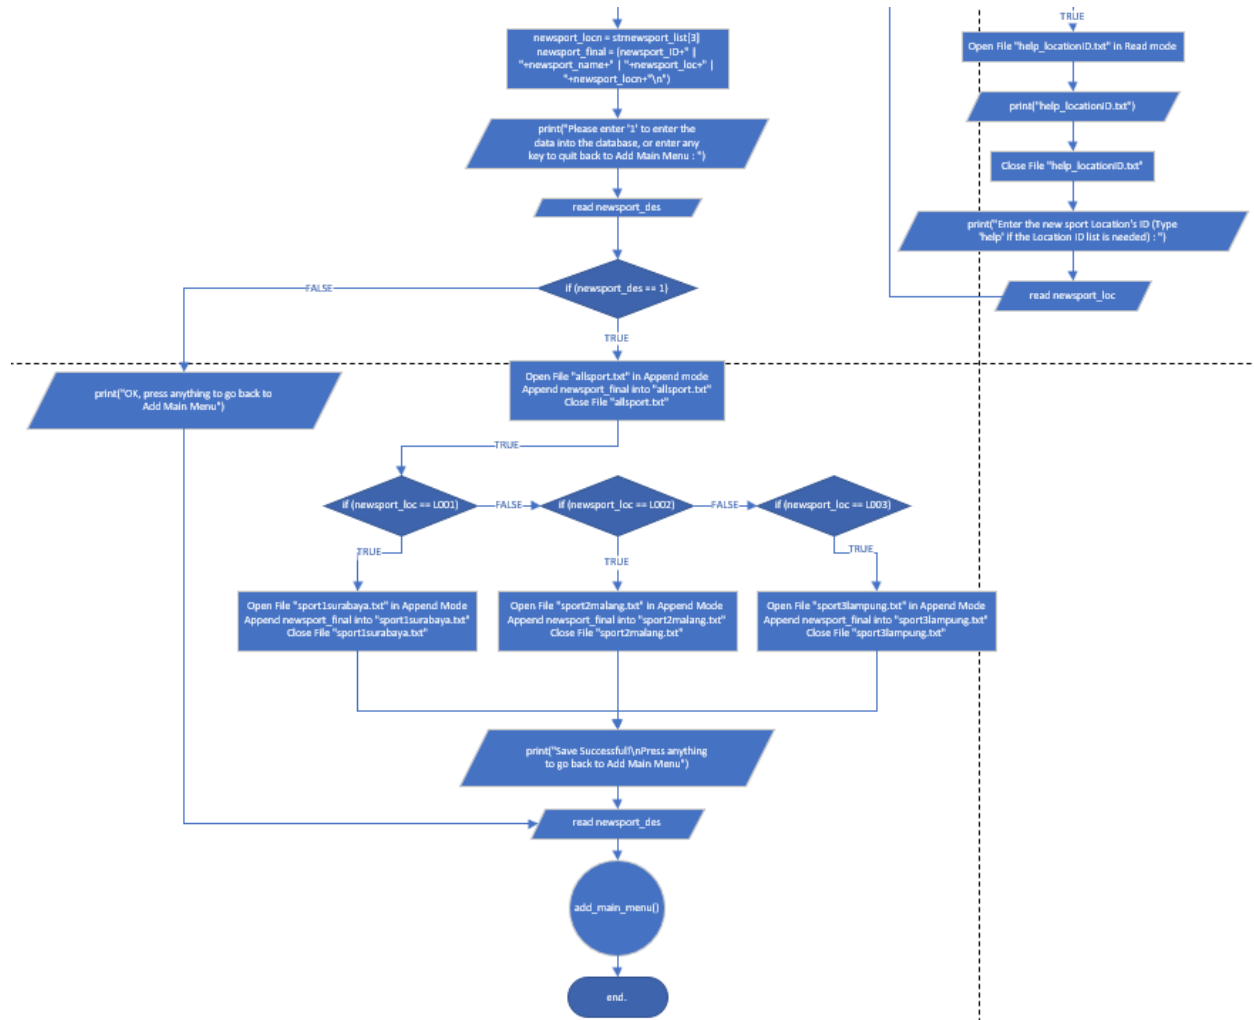 newsport_locn = strnewsport_list[3]
newsport_final = (newsport_ID+" |
"+newsport_name+" | "+newsport_loc+" |
"+newsport_locn+"\n")
print("Please enter '1' to enter the
data into the database, or enter any
key to quit back to Add Main Menu : ")
read newsport_des
if (newsport_des == 1)
FALSE
TRUE
TRUE
Open File "help_locationID.txt" in Read mode
print("help_locationID.txt")
Close File "help_locationID.txt"
print("Enter the new sport Location's ID (Type
'help' if the Location ID list is needed) : ")
read newsport_loc
print("OK, press anything to go back to
Add Main Menu")
Open File "allsport.txt" in Append mode
Append newsport_final into "allsport.txt"
Close File "allsport.txt"
TRUE
if (newsport_loc == L001)
FALSE
if (newsport_loc == L002)
FALSE
if (newsport_loc == L003)
TRUE
TRUE
TRUE
Open File "sport1surabaya.txt" in Append Mode
Append newsport_final into "sport1surabaya.txt"
Close File "sport1surabaya.txt"
Open File "sport2malang.txt" in Append Mode
Append newsport_final into "sport2malang.txt"
Close File "sport2malang.txt"
Open File "sport3lampung.txt" in Append Mode
Append newsport_final into "sport3lampung.txt"
Close File "sport3lampung.txt"
print("Save Successful!\nPress anything
to go back to Add Main Menu")
read newsport_des
add_main_menu()
end.